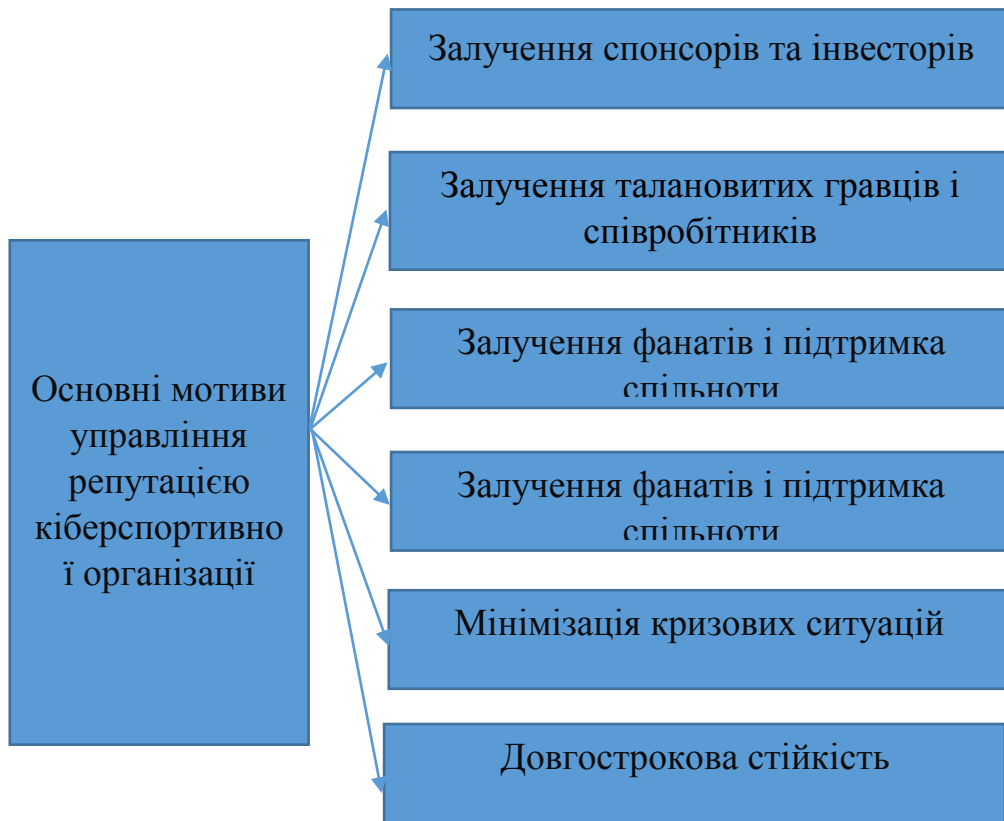 Залучення спонсорів та інвесторів
Залучення талановитих гравців і
співробітників
Залучення фанатів і підтримка
спільноти
Основні мотиви
управління
репутацією
кіберспортивно
ї організації
Залучення фанатів і підтримка
спільноти
Мінімізація кризових ситуацій
Довгострокова стійкість